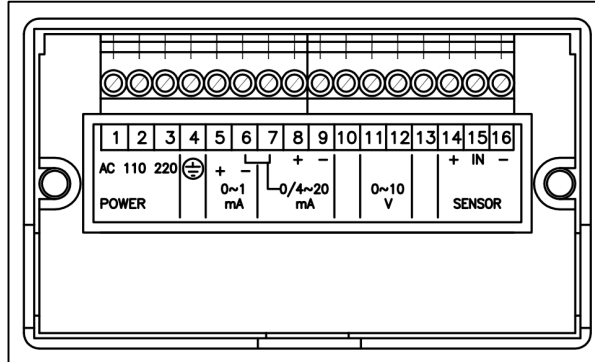 1 2 3 4 5 6 7 8 9 10 11 12 13 14 15 16
AC 110 220 + − + − + IN −
0~1 0/4~20 0~10
POWER mA mA V SENSOR